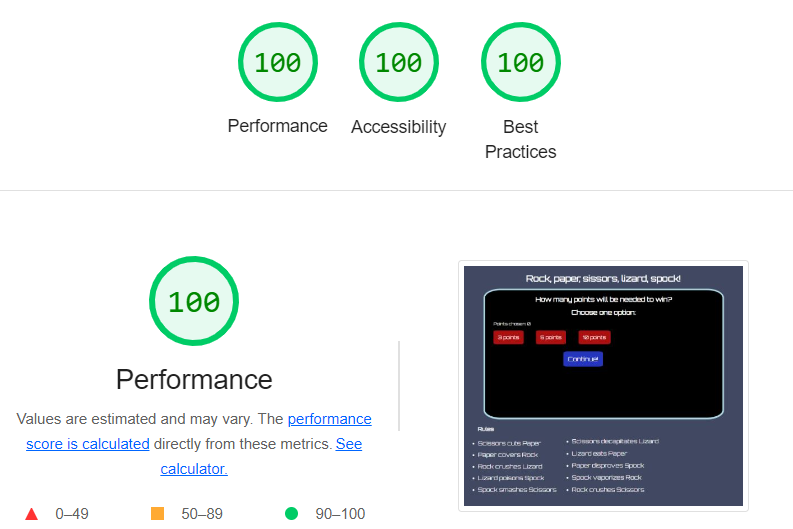 100 100 100
Performance Accessibility Best
Practices
100
Performance
Values are estimated and may vary. The performance
score is calculated directly from these metrics. See
calculator.
0–49 50–89 90–100
Rock, paper, sissors, lizard, spock!
How many points will be needed to win?
Choose one option:
Points chosen 0
3 points 5 points 10 points
Continue!
Rules
Scissors cuts Paper
Paper covers Rock
Rock crushes Lizard
Lizard poisons Spock
Spock smashes Scissors
Scissors decapitates Lizard
Lizard eats Paper
Paper disproves Spock
Spock vaporizes Rock
Rock crushes Scissors